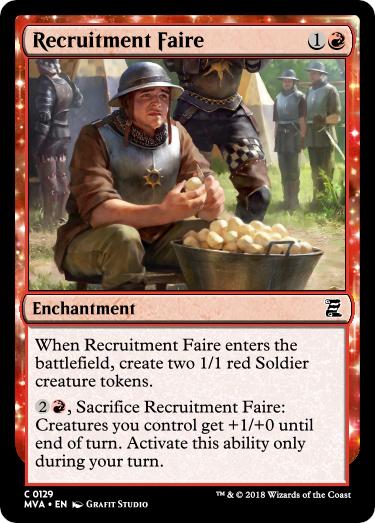 Recruitment Faire 1
Enchantment
When Recruitment Faire enters the
battlefield, create two 1/1 red Soldier
creature tokens.
2, Sacrifice Recruitment Faire:
Creatures you control get +1/+0 until
end of turn. Activate this ability only
during your turn.
C 0129
MVA • EN Grafit Studio
™ & © 2018 Wizards of the Coast